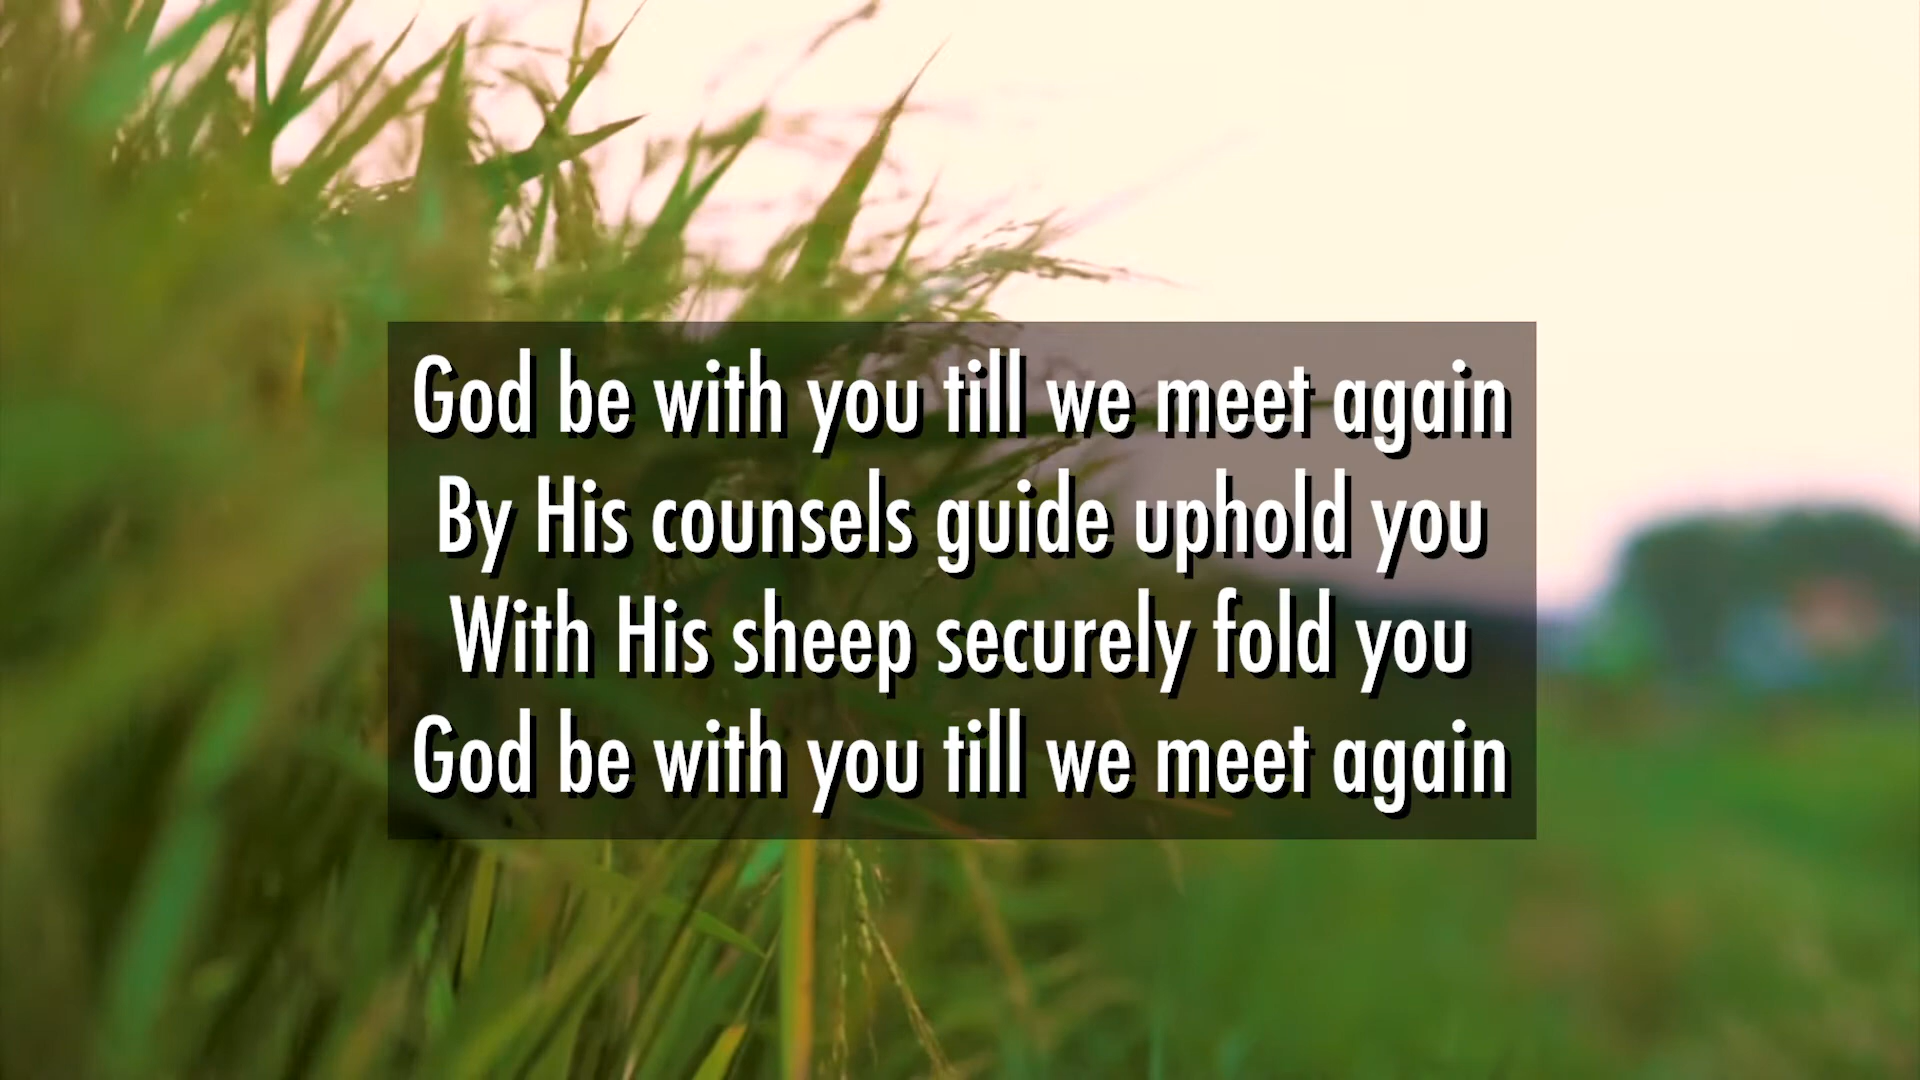 God be with you till we meet again
By His counsels guide uphold you
With His sheep securely fold you
God be with you till we meet again